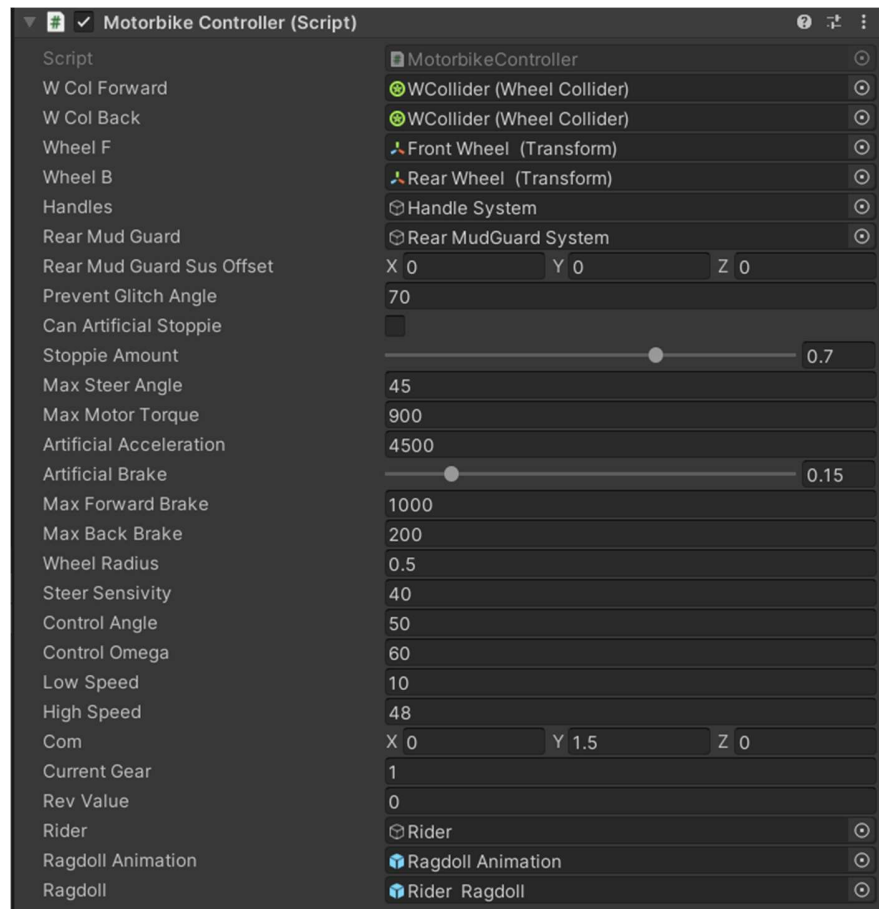 Motorbike Controller (Script)
Script MotorbikeController
W Col Forward WCollider (Wheel Collider)
W Col Back WCollider (Wheel Collider)
Wheel F Front Wheel (Transform)
Wheel B Rear Wheel (Transform)
Handles Handle System
Rear Mud Guard Rear MudGuard System
Rear Mud Guard Sus Offset X 0 Y 0 Z 0
Prevent Glitch Angle 70
Can Artificial Stoppie
Stoppie Amount 0.7
Max Steer Angle 45
Max Motor Torque 900
Artificial Acceleration 4500
Artificial Brake 0.15
Max Forward Brake 1000
Max Back Brake 200
Wheel Radius 0.5
Steer Sensivity 40
Control Angle 50
Control Omega 60
Low Speed 10
High Speed 48
Com X 0 Y 1.5 Z 0
Current Gear 1
Rev Value 0
Rider Rider
Ragdoll Animation Ragdoll Animation
Ragdoll Rider Ragdoll